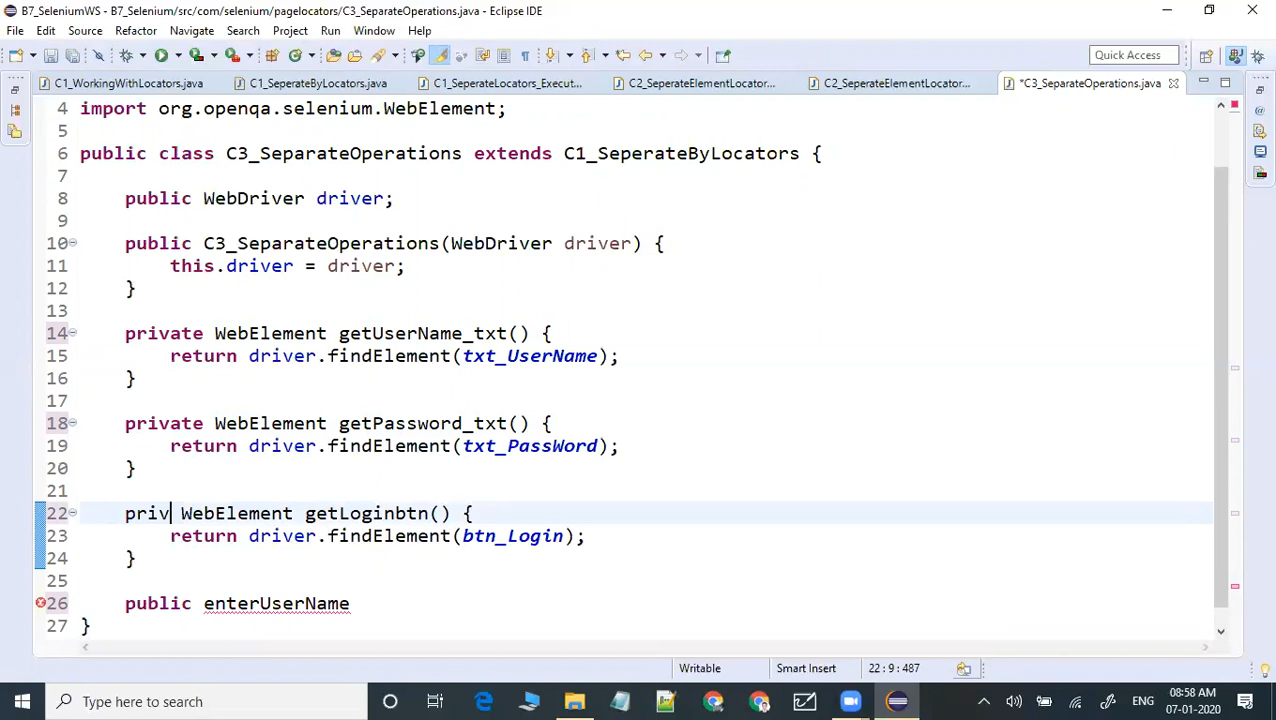 B7_SeleniumWS - B7_Selenium/src/com/selenium/pagelocators/C3_SeparateOperations.java - Eclipse IDE
File Edit Source Refactor Navigate Search Project Run Window Help
Quick Access
C1_WorkingWithLocators.java C1_SeperateByLocators.java C1_SeperateLocators_Execut... C2_SeperateElementLocator... C2_SeperateElementLocator... *C3_SeparateOperations.java
4 import org.openqa.selenium.WebElement;
5
6 public class C3_SeparateOperations extends C1_SeperateByLocators {
7
8 public WebDriver driver;
9
10 public C3_SeparateOperations(WebDriver driver) {
11 this.driver = driver;
12 }
13
14 private WebElement getUserName_txt() {
15 return driver.findElement(txt_UserName);
16 }
17
18 private WebElement getPassword_txt() {
19 return driver.findElement(txt_PassWord);
20 }
21
22 priv WebElement getLoginbtn() {
23 return driver.findElement(btn_Login);
24 }
25
26 public enterUserName
27 }
Writable Smart Insert 22 : 9 : 487
Type here to search ENG 08:58 AM
07-01-2020